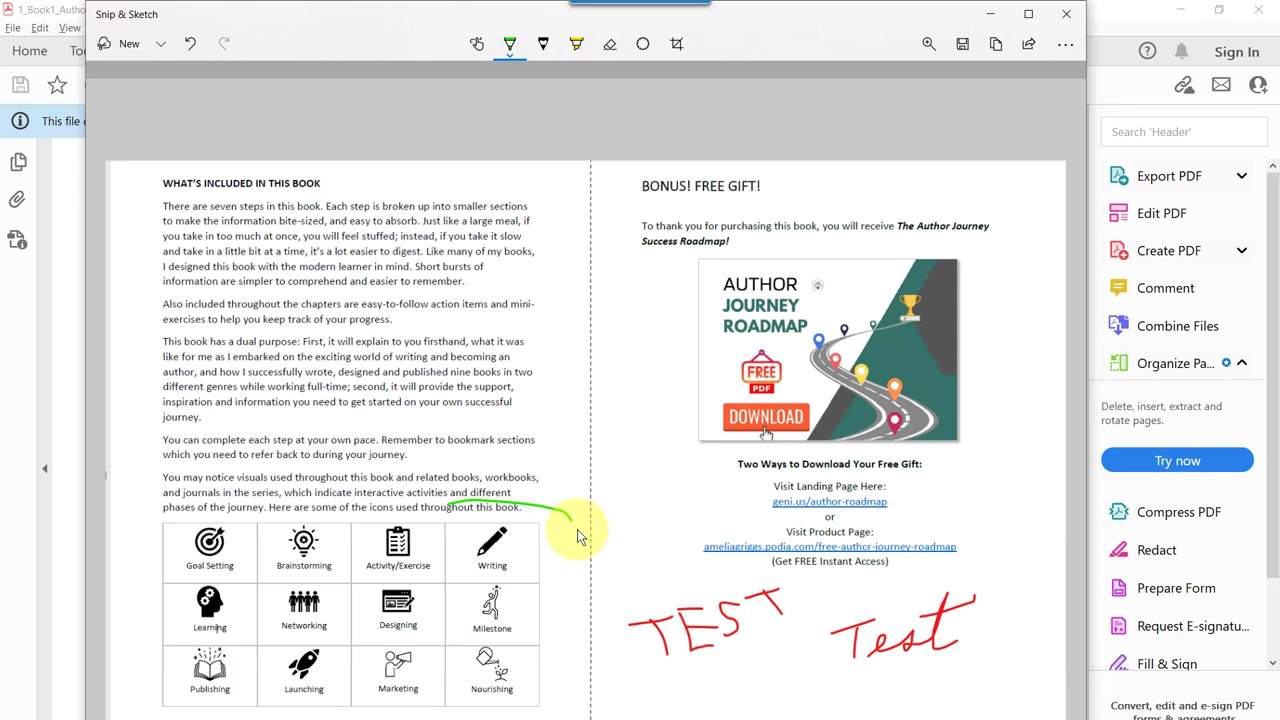 1_Book1_Autho
File Edit View
Home To
Sign In
This file
Snip & Sketch
New
WHAT'S INCLUDED IN THIS BOOK
There are seven steps in this book. Each step is broken up into smaller sections
to make the information bite-sized, and easy to absorb. Just like a large meal, if
you take in too much at once, you will feel stuffed; instead, if you take it slow
and take in a little bit at a time, it's a lot easier to digest. Like many of my books,
I designed this book with the modern learner in mind. Short bursts of
information are simpler to comprehend and easier to remember.
Also included throughout the chapters are easy-to-follow action items and mini-
exercises to help you keep track of your progress.
This book has a dual purpose: First, it will explain to you firsthand, what it was
like for me as I embarked on the exciting world of writing and becoming an
author, and how I successfully wrote, designed and published nine books in two
different genres while working full-time; second, it will provide the support,
inspiration and information you need to get started on your own successful
journey.
You can complete each step at your own pace. Remember to bookmark sections
which you need to refer back to during your journey.
You may notice visuals used throughout this book and related books, workbooks,
and journals in the series, which indicate interactive activities and different
phases of the journey. Here are some of the icons used throughout this book.
Goal Setting Brainstorming Activity/Exercise Writing
Learning Networking Designing Milestone
Publishing Launching Marketing Nourishing
BONUS! FREE GIFT!
To thank you for purchasing this book, you will receive The Author Journey
Success Roadmap!
AUTHOR
JOURNEY
ROADMAP
FREE
PDF
DOWNLOAD
Two Ways to Download Your Free Gift:
Visit Landing Page Here:
geni.us/author-roadmap
or
Visit Product Page:
ameliagriggs.podia.com/free-author-journey-roadmap
(Get FREE Instant Access)
TEST Test
Search 'Header'
Export PDF
Edit PDF
Create PDF
Comment
Combine Files
Organize Pa...
Delete, insert, extract and
rotate pages.
Try now
Compress PDF
Redact
Prepare Form
Request E-signatu...
Fill & Sign
Convert, edit and e-sign PDF
forms & agreements